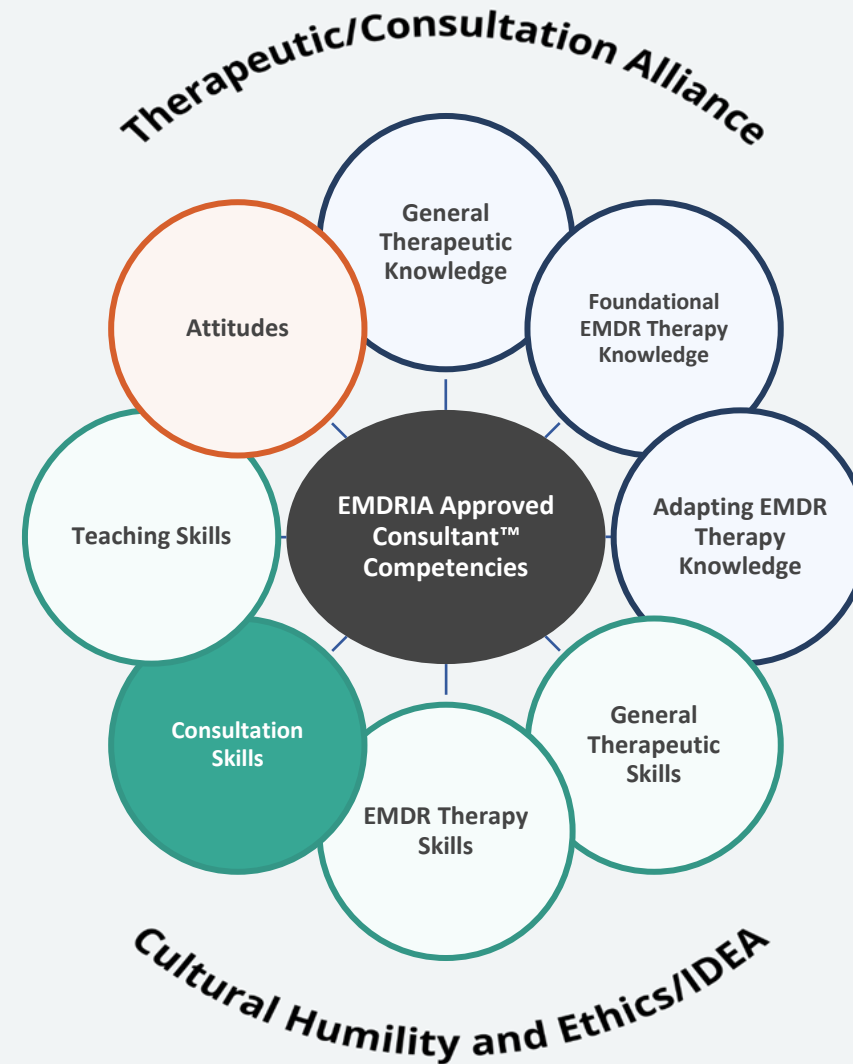 Therapeutic/Consultation Alliance
General
Therapeutic
Knowledge
Foundational
EMDR Therapy
Knowledge
Attitudes
Adapting EMDR
Therapy
Knowledge
EMDRIA Approved
Consultant™
Competencies
Teaching Skills
General
Therapeutic
Skills
Consultation
Skills
EMDR Therapy
Skills
Cultural Humility and Ethics/IDEA